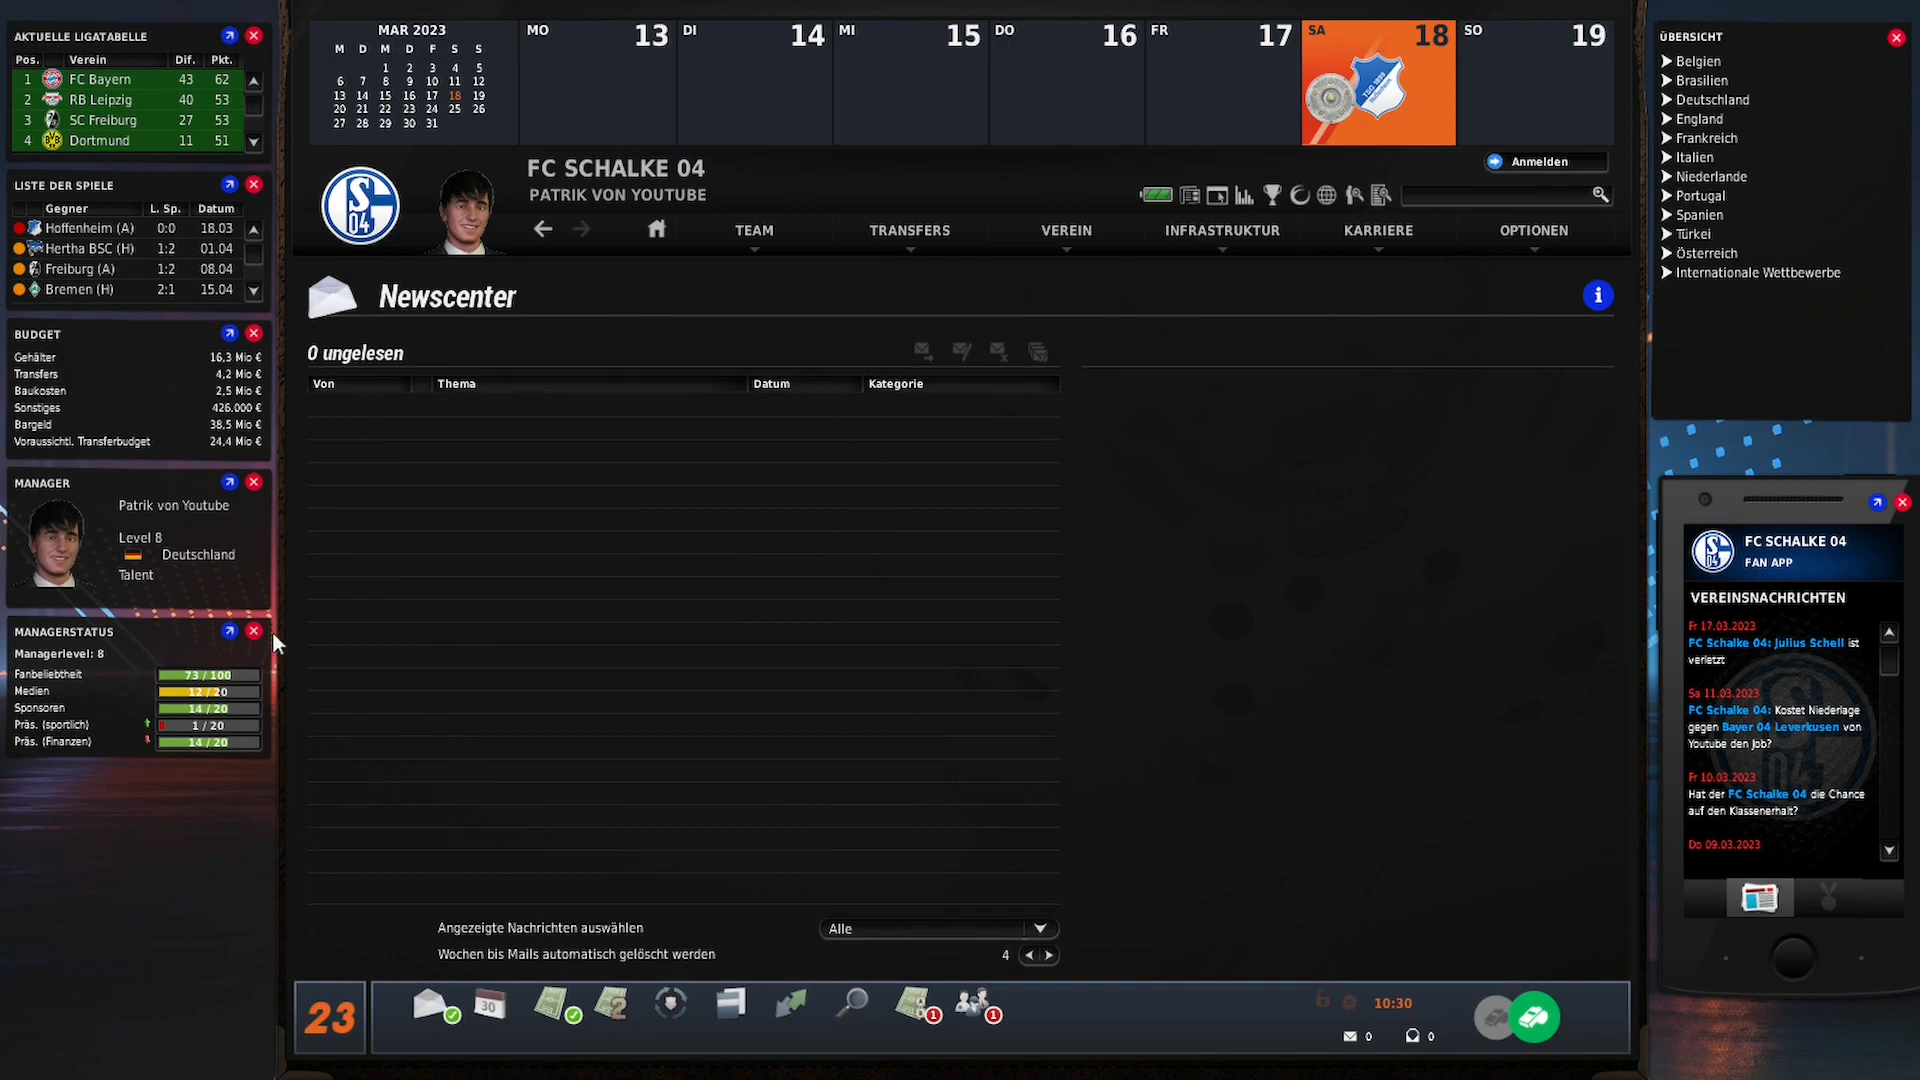 AKTUELLE LIGATABELLE
Pos. Verein Dif. Pkt.
1 FC Bayern 43 62
2 RB Leipzig 40 53
3 SC Freiburg 27 53
4 Dortmund 11 51
LISTE DER SPIELE
Gegner L. Sp. Datum
Hoffenheim (A) 0:0 18.03
Hertha BSC (H) 1:2 01.04
Freiburg (A) 1:2 08.04
Bremen (H) 2:1 15.04
BUDGET
Gehälter 16,3 Mio €
Transfers 4,2 Mio €
Baukosten 2,5 Mio €
Sonstiges 426.000 €
Bargeld 38,5 Mio €
Voraussichtl. Transferbudget 24,4 Mio €
MANAGER
Patrik von Youtube
Level 8
Deutschland
Talent
MANAGERSTATUS
Managerlevel: 8
Fanbeliebtheit 73 / 100
Medien 12 / 20
Sponsoren 14 / 20
Präs. (sportlich) 1 / 20
Präs. (Finanzen) 14 / 20
MAR 2023
M D M D F S S
1 2 3 4 5
6 7 8 9 10 11 12
13 14 15 16 17 18 19
20 21 22 23 24 25 26
27 28 29 30 31
MO 13
DI 14
MI 15
DO 16
FR 17
SA 18
SO 19
FC SCHALKE 04
PATRIK VON YOUTUBE
Anmelden
TEAM TRANSFERS VEREIN INFRASTRUKTUR KARRIERE OPTIONEN
Newscenter
0 ungelesen
Von Thema Datum Kategorie
Angezeigte Nachrichten auswählen Alle
Wochen bis Mails automatisch gelöscht werden 4
23
30
2
1
1
10:30
0 0
ÜBERSICHT
Belgien
Brasilien
Deutschland
England
Frankreich
Italien
Niederlande
Portugal
Spanien
Türkei
Österreich
Internationale Wettbewerbe
FC SCHALKE 04
FAN APP
VEREINSNACHRICHTEN
Fr 17.03.2023
FC Schalke 04: Julius Schell ist
verletzt
Sa 11.03.2023
FC Schalke 04: Kostet Niederlage
gegen Bayer 04 Leverkusen von
Youtube den Job?
Fr 10.03.2023
Hat der FC Schalke 04 die Chance
auf den Klassenerhalt?
Do 09.03.2023